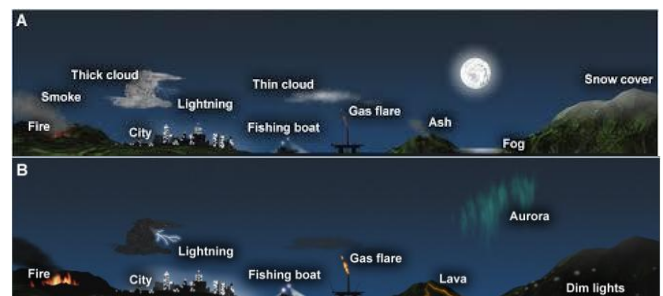 A
Thick cloud
Thin cloud
Snow cover
Smoke
Lightning
Gas flare
Fire
City
Fishing boat
Ash
Fog
B
Aurora
Lightning
Gas flare
Fire
City
Fishing boat
Lava
Dim lights